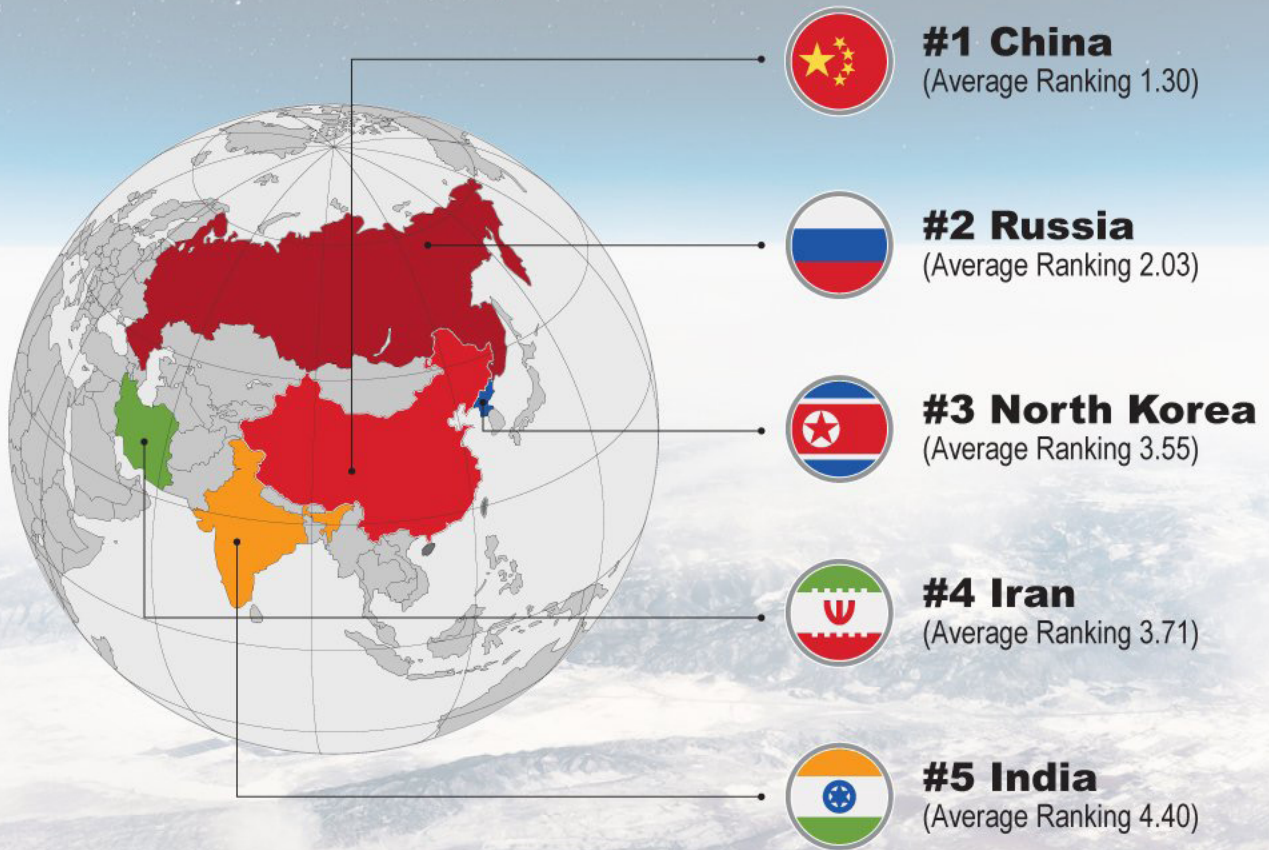 #1 China
(Average Ranking 1.30)
#2 Russia
(Average Ranking 2.03)
#3 North Korea
(Average Ranking 3.55)
#4 Iran
(Average Ranking 3.71)
#5 India
(Average Ranking 4.40)